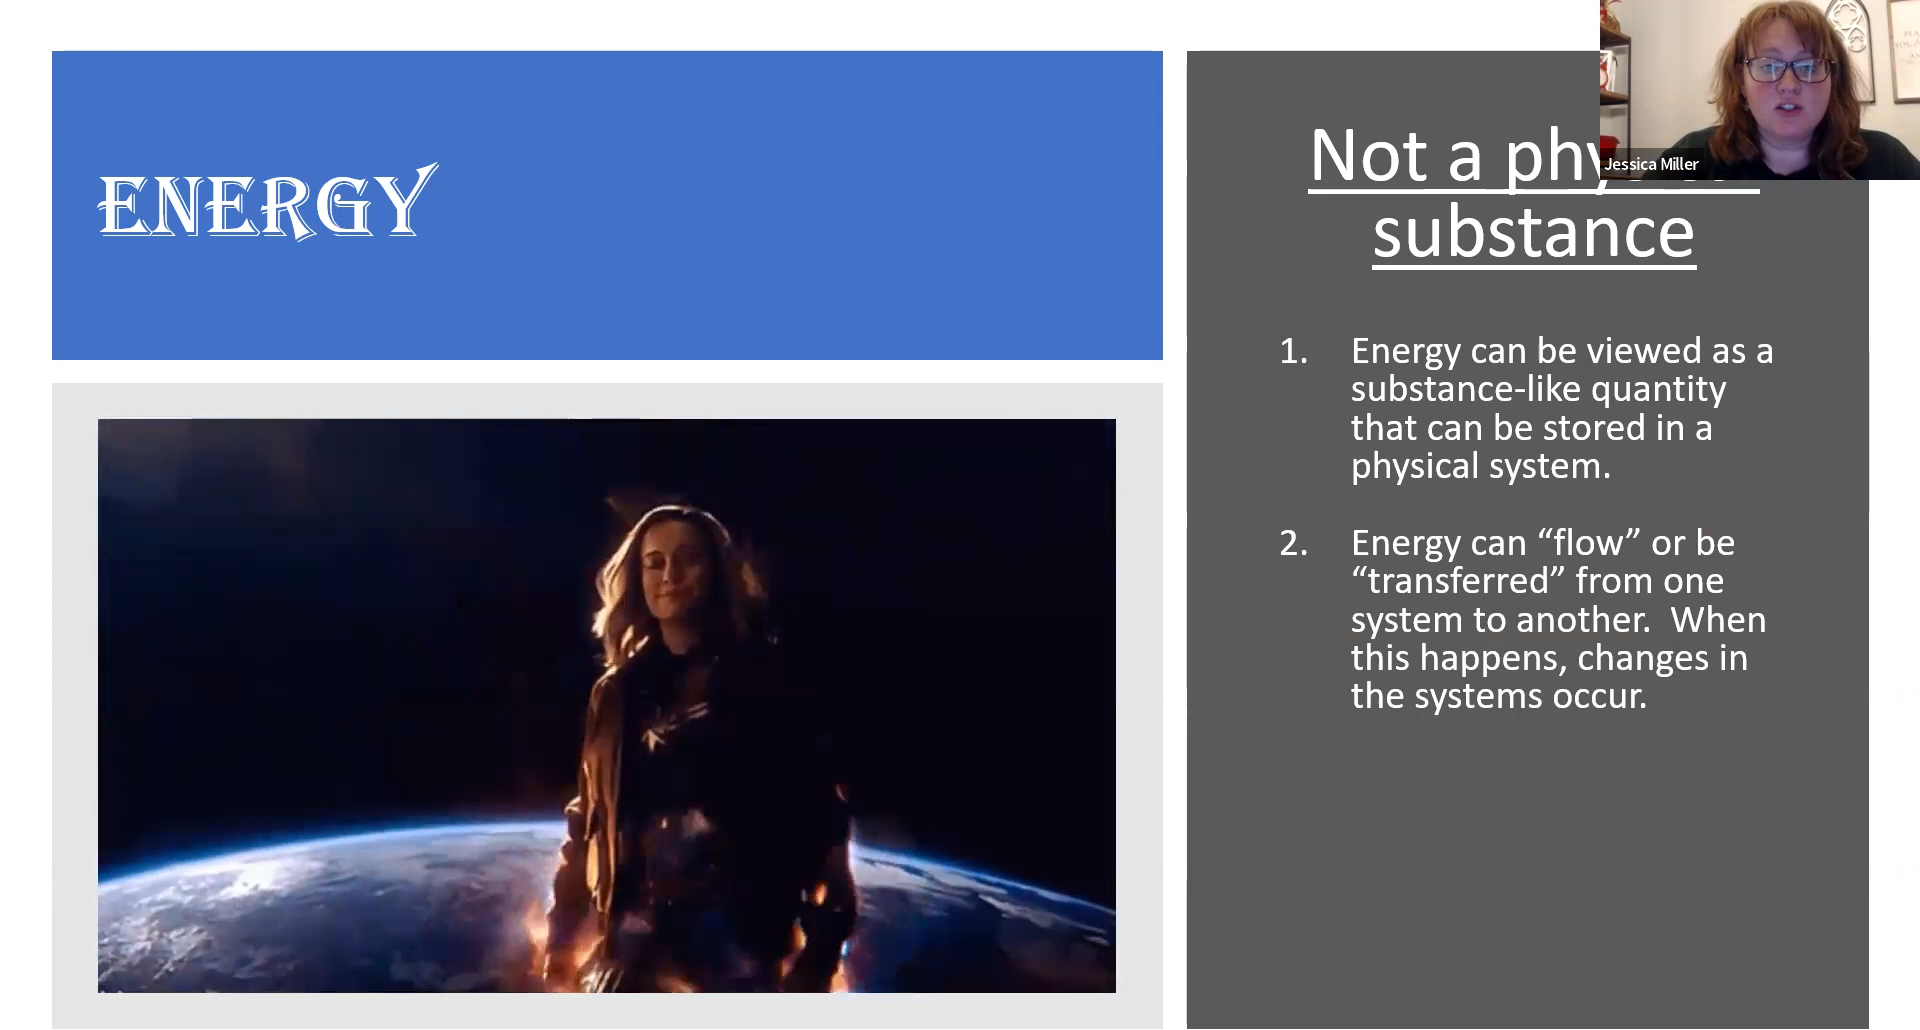 ENERGY
Not a phy
substance
1. Energy can be viewed as a
substance-like quantity
that can be stored in a
physical system.
2. Energy can “flow” or be
“transferred” from one
system to another.  When
this happens, changes in
the systems occur.
Jessica Miller